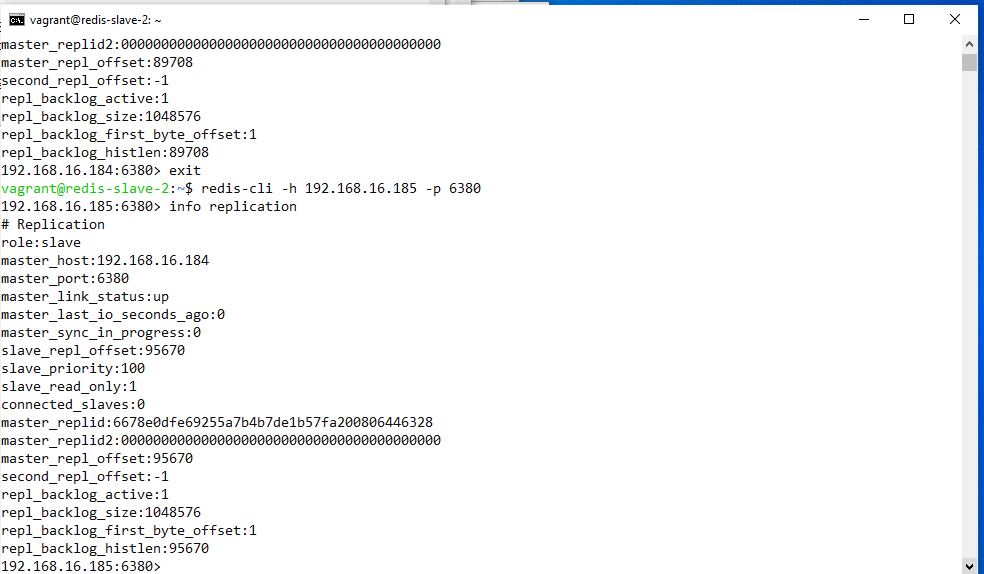 vagrant@redis-slave-2: ~
master_replid2:0000000000000000000000000000000000000000
master_repl_offset:89708
second_repl_offset:-1
repl_backlog_active:1
repl_backlog_size:1048576
repl_backlog_first_byte_offset:1
repl_backlog_histlen:89708
192.168.16.184:6380> exit
vagrant@redis-slave-2:~$ redis-cli -h 192.168.16.185 -p 6380
192.168.16.185:6380> info replication
# Replication
role:slave
master_host:192.168.16.184
master_port:6380
master_link_status:up
master_last_io_seconds_ago:0
master_sync_in_progress:0
slave_repl_offset:95670
slave_priority:100
slave_read_only:1
connected_slaves:0
master_replid:6678e0dfe69255a7b4b7de1b57fa200806446328
master_replid2:0000000000000000000000000000000000000000
master_repl_offset:95670
second_repl_offset:-1
repl_backlog_active:1
repl_backlog_size:1048576
repl_backlog_first_byte_offset:1
repl_backlog_histlen:95670
192.168.16.185:6380>